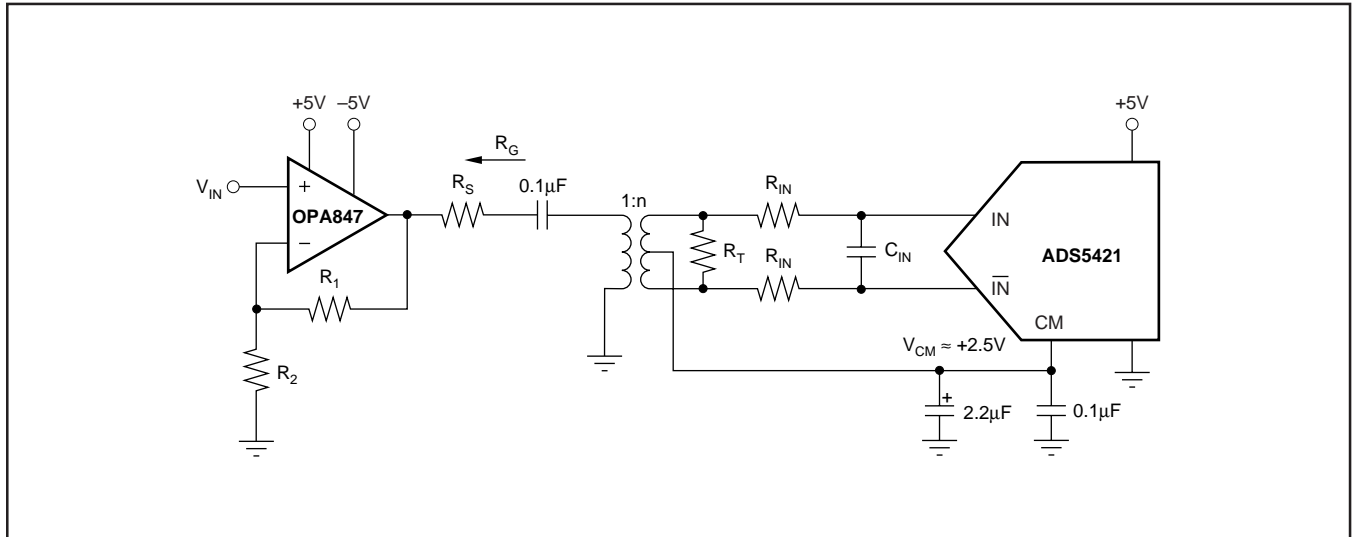 +5V –5V
+5V
R_G
V_IN
+
OPA847
–
R_S
0.1µF
1:n
R_IN
R_T
R_IN
C_IN
IN
ADS5421
I̅N̅
CM
R_1
R_2
V_CM ≈ +2.5V
+
2.2µF
0.1µF